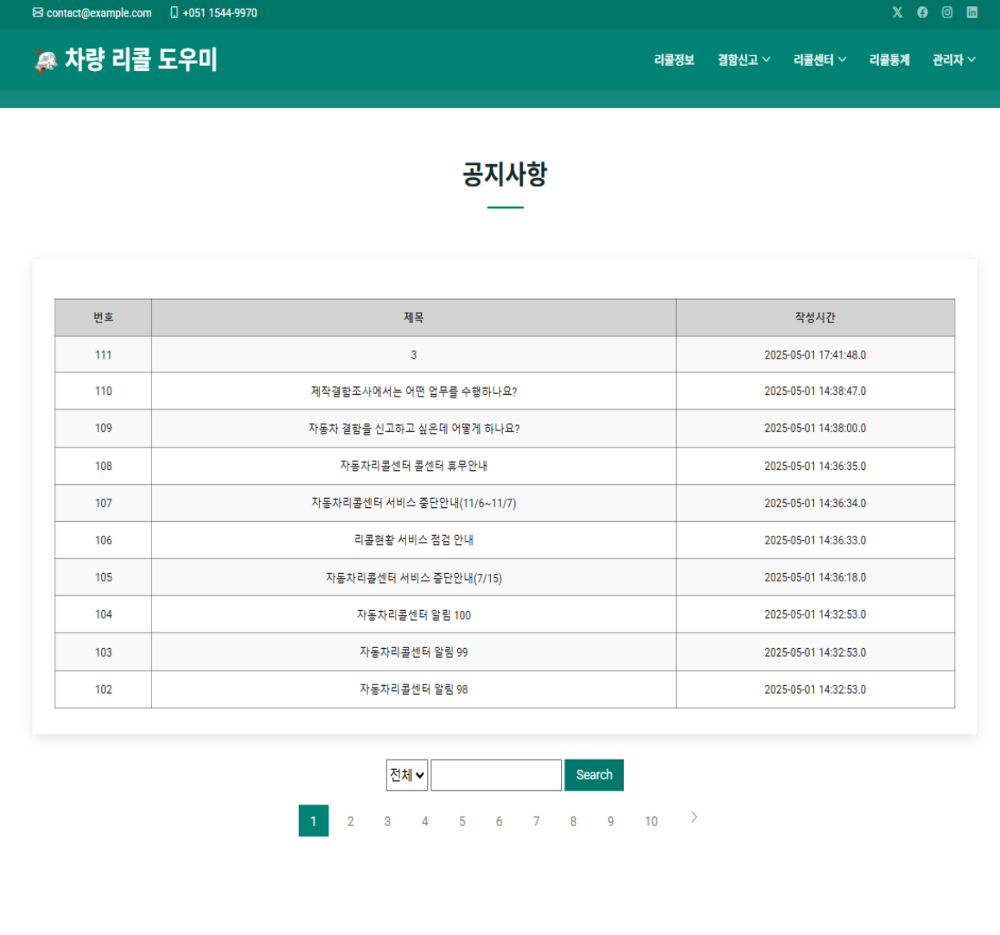 contact@example.com +051 1544-9970
차량 리콜 도우미 리콜정보 결함신고 리콜센터 리콜통계 관리자
공지사항
번호 제목 작성시간
111 3 2025-05-01 17:41:48.0
110 제작결함조사에서는 어떤 업무를 수행하나요? 2025-05-01 14:38:47.0
109 자동차 결함을 신고하고 싶은데 어떻게 하나요? 2025-05-01 14:38:00.0
108 자동차리콜센터 콜센터 휴무안내 2025-05-01 14:36:35.0
107 자동차리콜센터 서비스 중단안내(11/6~11/7) 2025-05-01 14:36:34.0
106 리콜현황 서비스 점검 안내 2025-05-01 14:36:33.0
105 자동차리콜센터 서비스 중단안내(7/15) 2025-05-01 14:36:18.0
104 자동차리콜센터 알림 100 2025-05-01 14:32:53.0
103 자동차리콜센터 알림 99 2025-05-01 14:32:53.0
102 자동차리콜센터 알림 98 2025-05-01 14:32:53.0
전체 Search
1 2 3 4 5 6 7 8 9 10